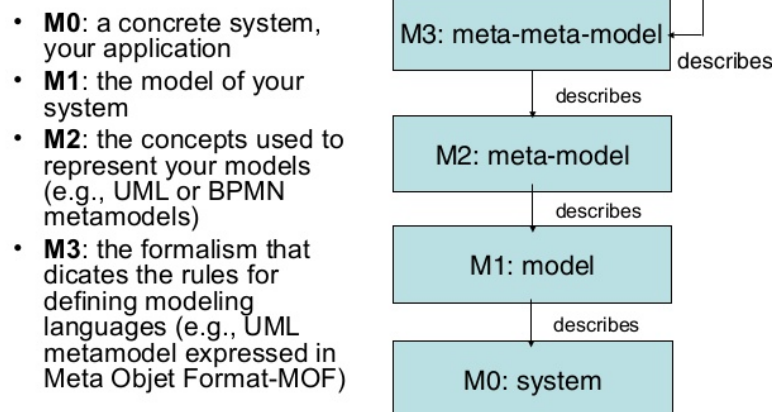 • M0: a concrete system,
your application
• M1: the model of your
system
• M2: the concepts used to
represent your models
(e.g., UML or BPMN
metamodels)
• M3: the formalism that
dicates the rules for
defining modeling
languages (e.g., UML
metamodel expressed in
Meta Objet Format-MOF)
M3: meta-meta-model
describes
describes
M2: meta-model
describes
M1: model
describes
M0: system